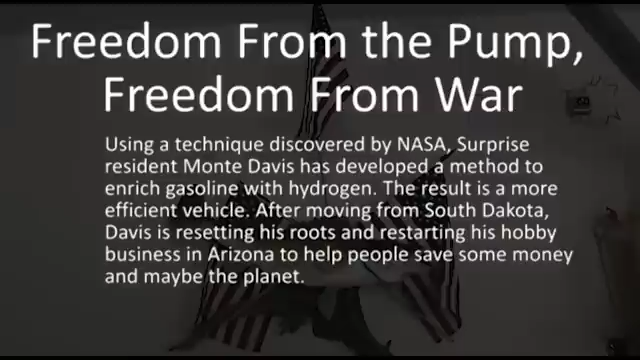 Freedom From the Pump,
Freedom From War
Using a technique discovered by NASA, Surprise
resident Monte Davis has developed a method to
enrich gasoline with hydrogen. The result is a more
efficient vehicle. After moving from South Dakota,
Davis is resetting his roots and restarting his hobby
business in Arizona to help people save some money
and maybe the planet.